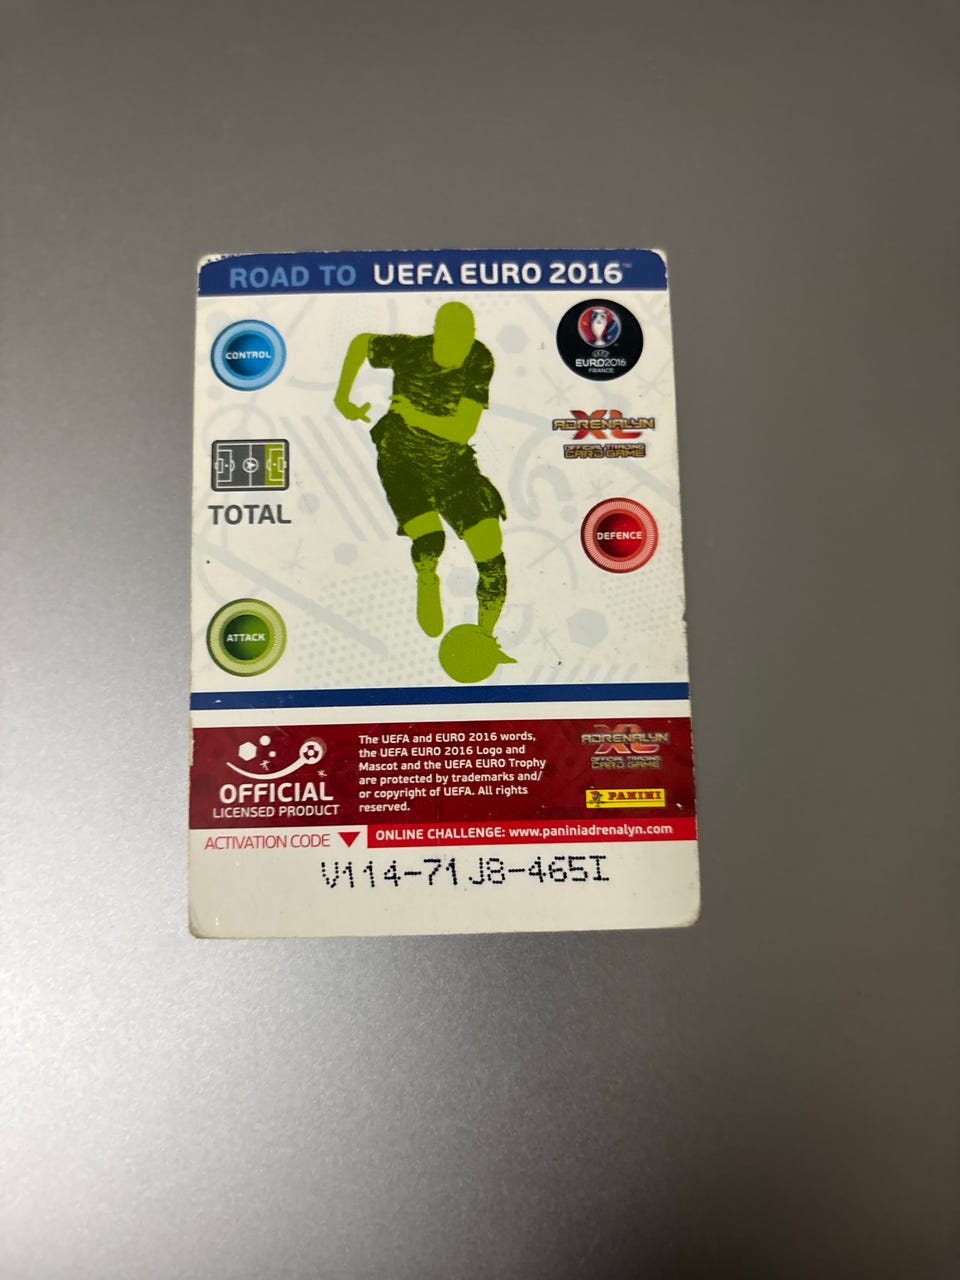 ROAD TO UEFA EURO 2016™
CONTROL
UEFA
EURO2016
FRANCE
ADRENALYN
XL
OFFICIAL TRADING
CARD GAME
TOTAL
DEFENCE
ATTACK
OFFICIAL
LICENSED PRODUCT
The UEFA and EURO 2016 words,
the UEFA EURO 2016 Logo and
Mascot and the UEFA EURO Trophy
are protected by trademarks and/
or copyright of UEFA. All rights
reserved.
ADRENALYN
XL
OFFICIAL TRADING
CARD GAME
PANINI
ACTIVATION CODE
ONLINE CHALLENGE: www.paniniadrenalyn.com
V114-71J8-465I